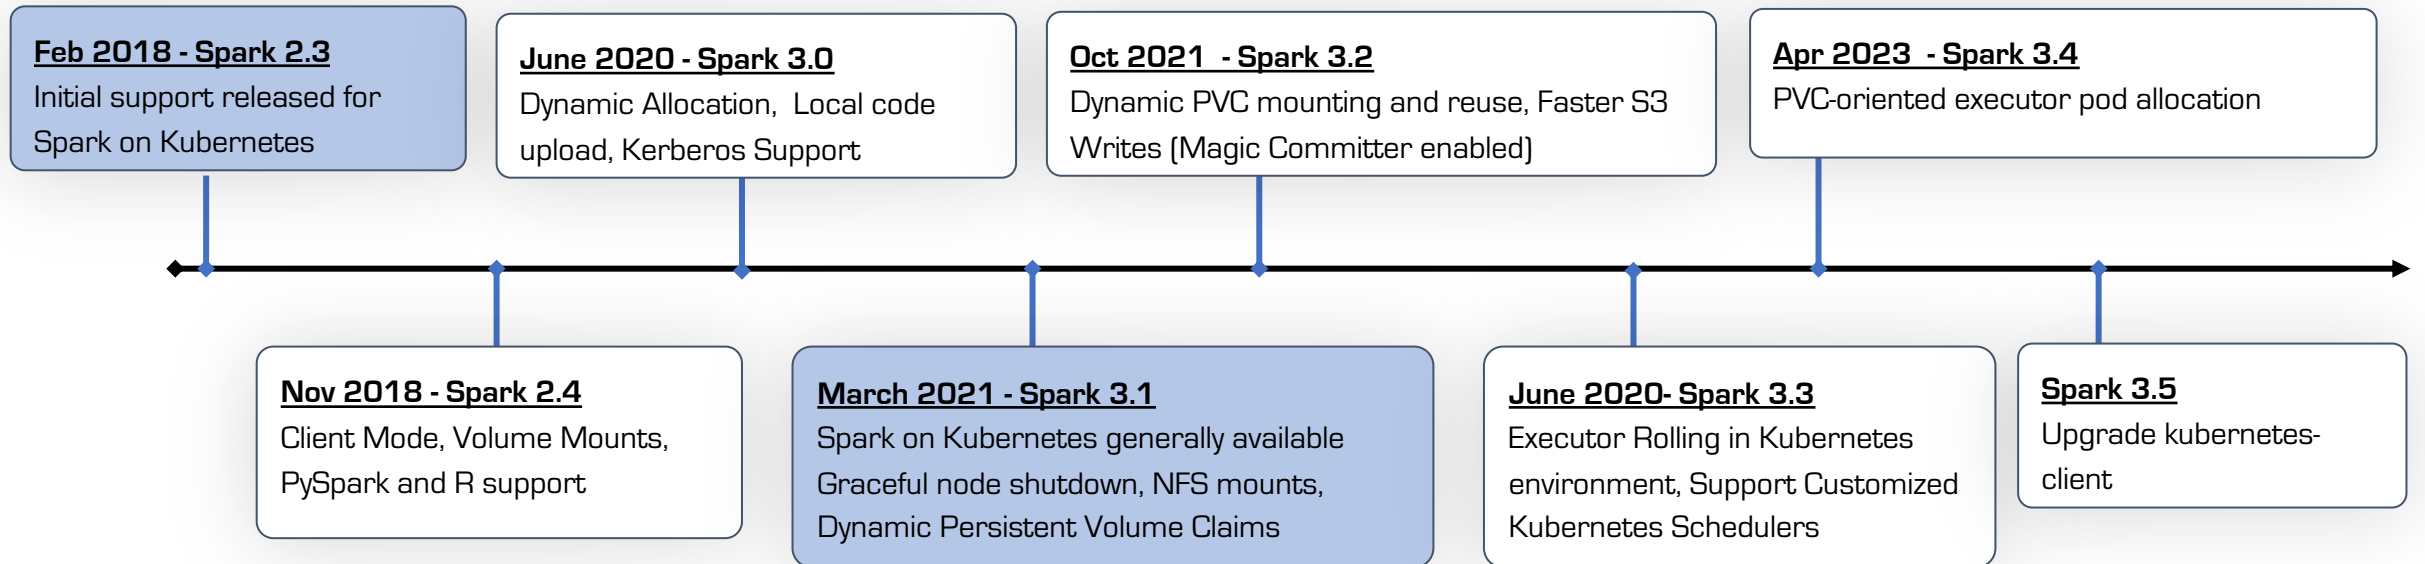 Feb 2018 - Spark 2.3
Initial support released for
Spark on Kubernetes
June 2020 - Spark 3.0
Dynamic Allocation,  Local code
upload, Kerberos Support
Oct 2021  - Spark 3.2
Dynamic PVC mounting and reuse, Faster S3
Writes (Magic Committer enabled)
Apr 2023  - Spark 3.4
PVC-oriented executor pod allocation
Nov 2018 - Spark 2.4
Client Mode, Volume Mounts,
PySpark and R support
March 2021 - Spark 3.1
Spark on Kubernetes generally available
Graceful node shutdown, NFS mounts,
Dynamic Persistent Volume Claims
June 2020- Spark 3.3
Executor Rolling in Kubernetes
environment, Support Customized
Kubernetes Schedulers
Spark 3.5
Upgrade kubernetes-
client